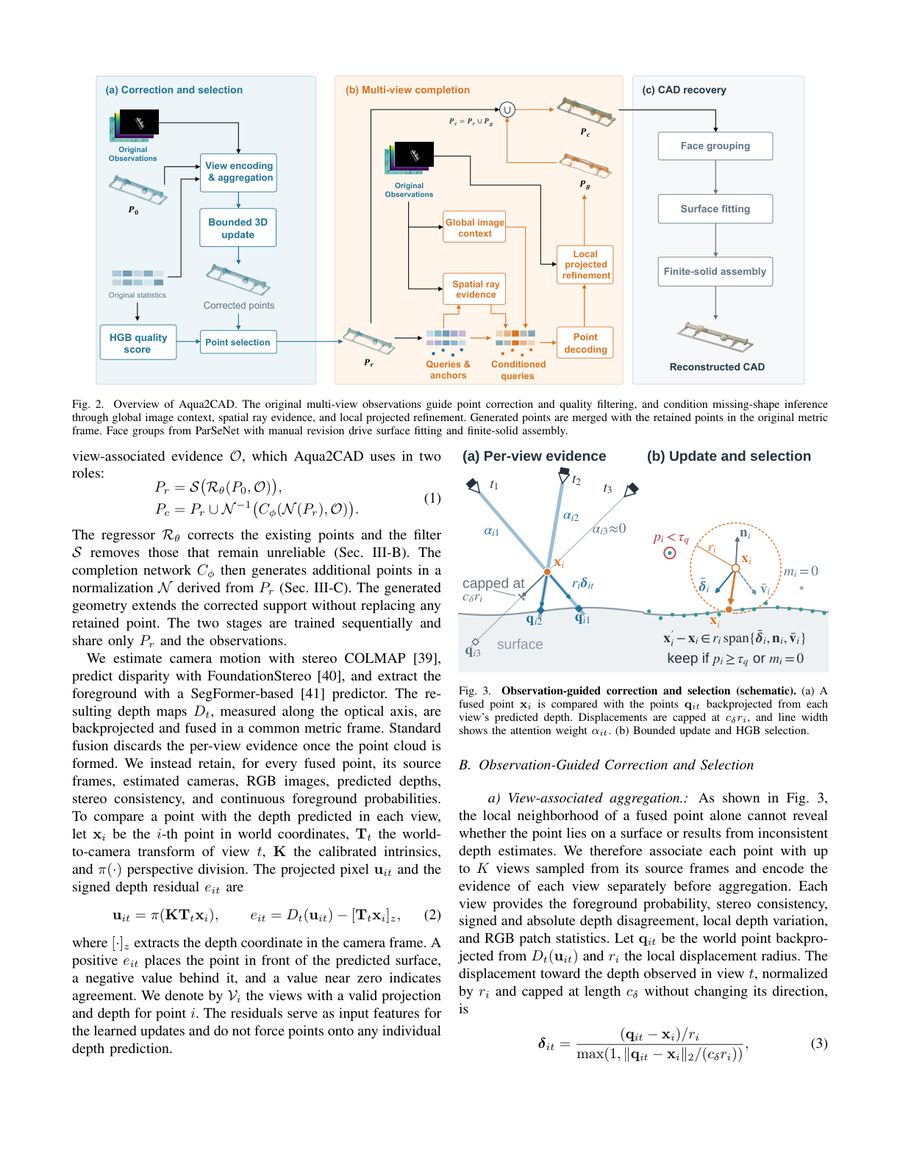 (a) Correction and selection
Original
Observations
P₀
View encoding
& aggregation
Bounded 3D
update
Original statistics
Corrected points
HGB quality
score
Point selection
(b) Multi-view completion
P_c = P_r ∪ P_g
∪
P_c
P_g
Original
Observations
Global image
context
Spatial ray
evidence
Local
projected
refinement
Point
decoding
P_r
Queries &
anchors
Conditioned
queries
(c) CAD recovery
Face grouping
Surface fitting
Finite-solid assembly
Reconstructed CAD
Fig. 2. Overview of Aqua2CAD. The original multi-view observations guide point correction and quality filtering, and condition missing-shape inference
through global image context, spatial ray evidence, and local projected refinement. Generated points are merged with the retained points in the original metric
frame. Face groups from ParSeNet with manual revision drive surface fitting and finite-solid assembly.
view-associated evidence 𝒪, which Aqua2CAD uses in two
roles:
P_r = 𝒮(ℛ_θ(P₀, 𝒪)),
P_c = P_r ∪ 𝒩⁻¹(C_ϕ(𝒩(P_r), 𝒪)).
(1)
The regressor ℛ_θ corrects the existing points and the filter
𝒮 removes those that remain unreliable (Sec. III-B). The
completion network C_ϕ then generates additional points in a
normalization 𝒩 derived from P_r (Sec. III-C). The generated
geometry extends the corrected support without replacing any
retained point. The two stages are trained sequentially and
share only P_r and the observations.
We estimate camera motion with stereo COLMAP [39],
predict disparity with FoundationStereo [40], and extract the
foreground with a SegFormer-based [41] predictor. The re-
sulting depth maps D_t, measured along the optical axis, are
backprojected and fused in a common metric frame. Standard
fusion discards the per-view evidence once the point cloud is
formed. We instead retain, for every fused point, its source
frames, estimated cameras, RGB images, predicted depths,
stereo consistency, and continuous foreground probabilities.
To compare a point with the depth predicted in each view,
let x_i be the i-th point in world coordinates, T_t the world-
to-camera transform of view t, K the calibrated intrinsics,
and π(·) perspective division. The projected pixel u_it and the
signed depth residual e_it are
u_it = π(KT_t x_i), e_it = D_t(u_it) − [T_t x_i]_z, (2)
where [·]_z extracts the depth coordinate in the camera frame. A
positive e_it places the point in front of the predicted surface,
a negative value behind it, and a value near zero indicates
agreement. We denote by 𝒱_i the views with a valid projection
and depth for point i. The residuals serve as input features for
the learned updates and do not force points onto any individual
depth prediction.
(a) Per-view evidence
t₁
t₂
t₃
α_i1
α_i2
α_i3≈0
x_i
capped at
c_δ r_i
r_i δ_it
q_i2
q_i1
q_i3
surface
(b) Update and selection
p_i < τ_q
r_i
n_i
x_i
m_i = 0
δ̄_i
v̄_i
x′_i
x′_i − x_i ∈ r_i span{δ̄_i, n_i, v̄_i}
keep if p_i ≥ τ_q or m_i = 0
Fig. 3. Observation-guided correction and selection (schematic). (a) A
fused point x_i is compared with the points q_it backprojected from each
view's predicted depth. Displacements are capped at c_δ r_i, and line width
shows the attention weight α_it. (b) Bounded update and HGB selection.
B. Observation-Guided Correction and Selection
a) View-associated aggregation.: As shown in Fig. 3,
the local neighborhood of a fused point alone cannot reveal
whether the point lies on a surface or results from inconsistent
depth estimates. We therefore associate each point with up
to K views sampled from its source frames and encode the
evidence of each view separately before aggregation. Each
view provides the foreground probability, stereo consistency,
signed and absolute depth disagreement, local depth variation,
and RGB patch statistics. Let q_it be the world point backpro-
jected from D_t(u_it) and r_i the local displacement radius. The
displacement toward the depth observed in view t, normalized
by r_i and capped at length c_δ without changing its direction,
is
δ_it = (q_it − x_i)/r_i / max(1, ‖q_it − x_i‖₂/(c_δ r_i)), (3)